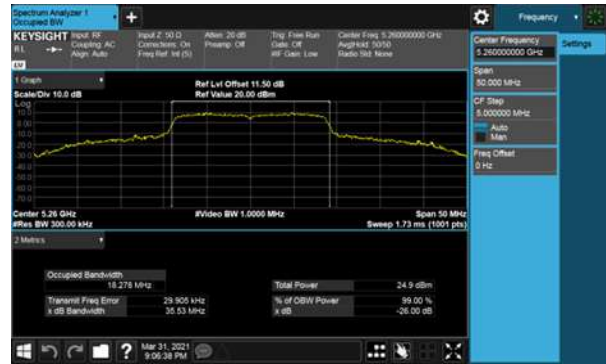 Spectrum Analyzer 1
Occupied BW
Frequency
KEYSIGHT
Input: RF
Coupling: AC
Align: Auto
Input Z: 50 Ω
Corrections: On
Freq Ref: Int (S)
Atten: 20 dB
Preamp: Off
Trig: Free Run
Gate: Off
#IF Gain: Low
Center Freq: 5.260000000 GHz
Avg|Hold: 50/50
Radio Std: None
Center Frequency
5.260000000 GHz
Settings
Span
50.000 MHz
CF Step
5.000000 MHz
Auto
Man
Freq Offset
0 Hz
1 Graph
Scale/Div 10.0 dB
Ref Lvl Offset 11.50 dB
Ref Value 20.00 dBm
Log
Center 5.26 GHz
#Res BW 300.00 kHz
#Video BW 1.0000 MHz
Span 50 MHz
Sweep 1.73 ms (1001 pts)
2 Metrics
Occupied Bandwidth
18.278 MHz
Total Power
24.9 dBm
Transmit Freq Error
29.905 kHz
% of OBW Power
99.00 %
x dB Bandwidth
35.53 MHz
x dB
-26.00 dB
Mar 31, 2021
9:06:38 PM